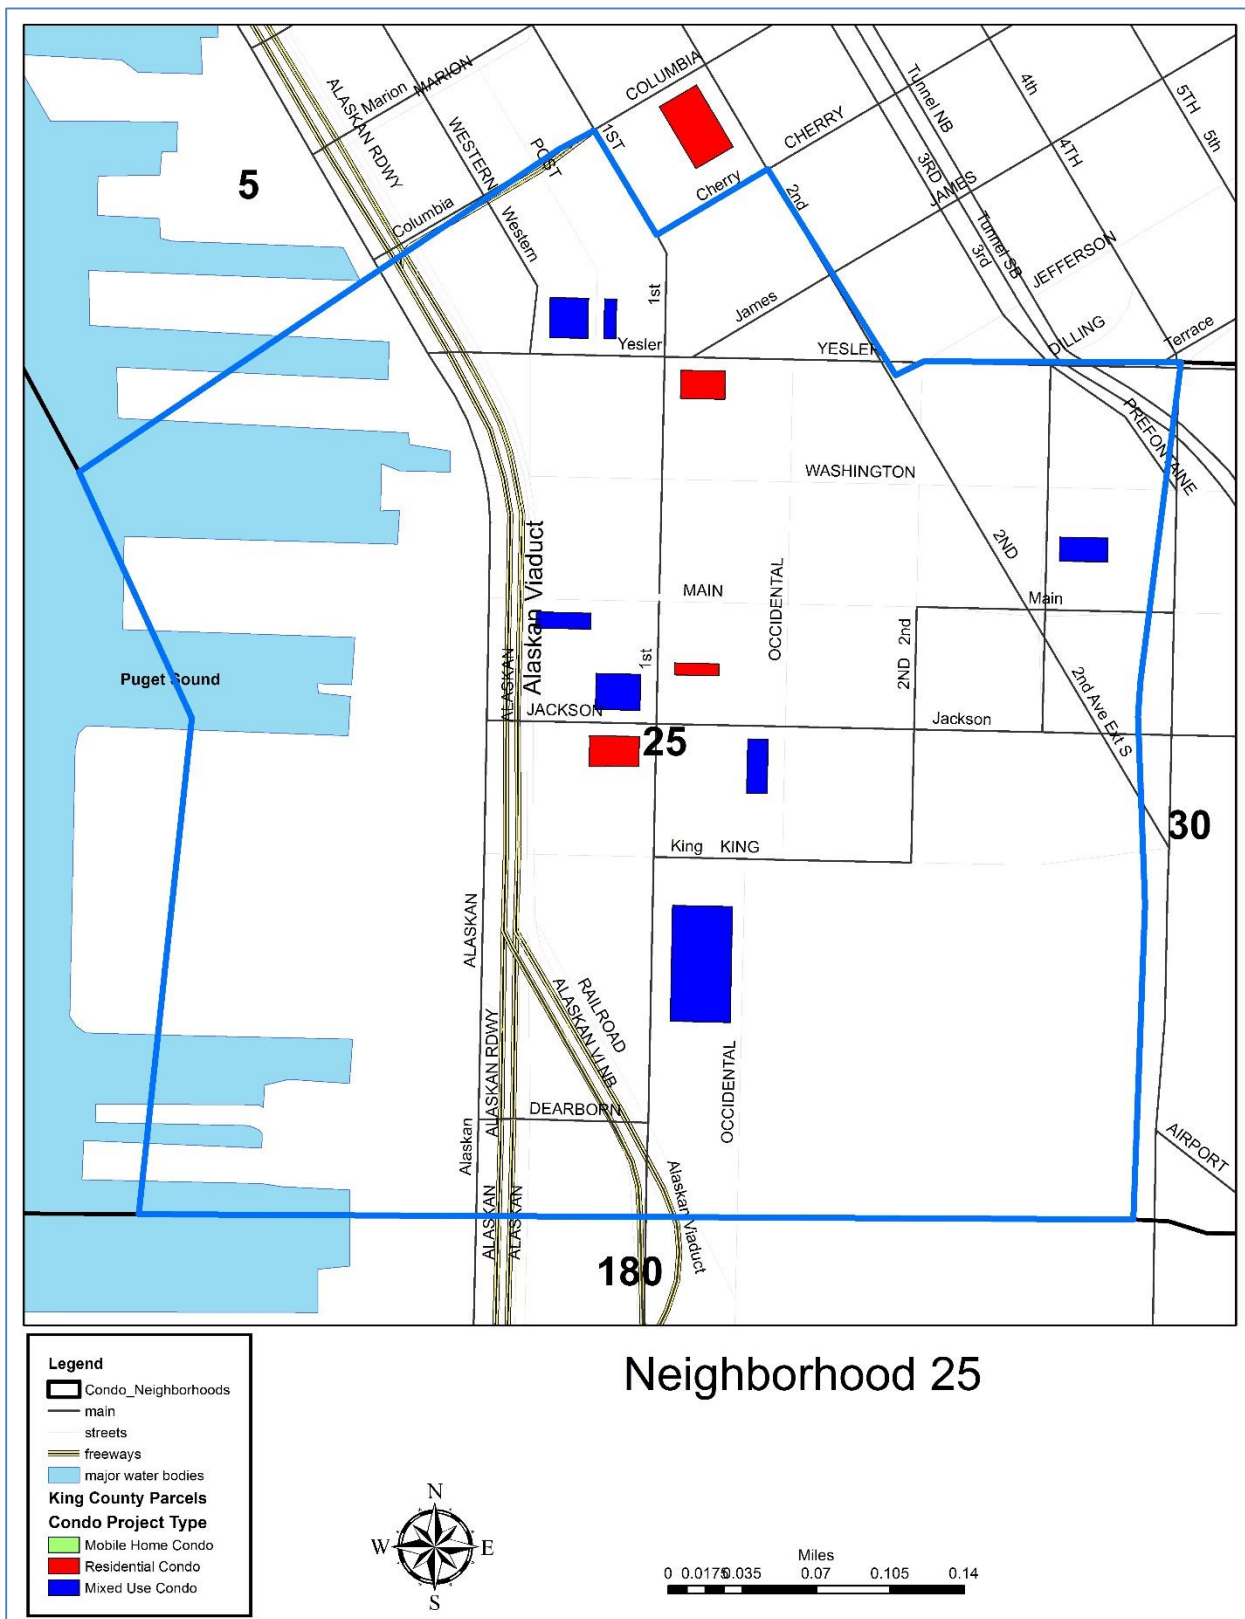 ALASKAN RDWY
Marion
MARION
WESTERN
POST
1ST
COLUMBIA
CHERRY
Cherry
2nd
Tunnel NB
3RD
JAMES
4th
4TH
5TH
5th
5
Columbia
Western
1st
James
3rd
Tunnel SB
JEFFERSON
DILLING
Terrace
Yesler
YESLER
PREFONTAINE
WASHINGTON
2ND
Alaskan Viaduct
MAIN
OCCIDENTAL
Main
2nd
2ND
1st
ALASKAN
Puget Sound
JACKSON
Jackson
2nd Ave Ext S
25
30
King
KING
ALASKAN
RAILROAD
ALASKAN VI NB
ALASKAN RDWY
OCCIDENTAL
DEARBORN
Alaskan
AIRPORT
Alaskan Viaduct
ALASKAN
ALASKAN
180
Neighborhood 25
Legend
Condo_Neighborhoods
main
streets
freeways
major water bodies
King County Parcels
Condo Project Type
Mobile Home Condo
Residential Condo
Mixed Use Condo
N
W E
S
Miles
0 0.0175 0.035 0.07 0.105 0.14